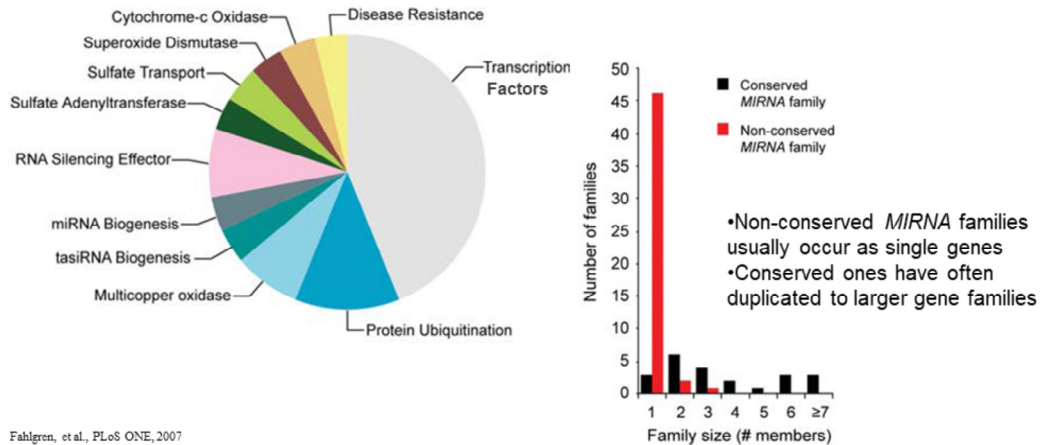 Cytochrome-c Oxidase
Disease Resistance
Superoxide Dismutase
Transcription
Factors
Sulfate Transport
Sulfate Adenyltransferase
RNA Silencing Effector
miRNA Biogenesis
tasiRNA Biogenesis
Multicopper oxidase
Protein Ubiquitination
Number of families
50
45
40
35
30
25
20
15
10
5
0
1 2 3 4 5 6 ≥7
Family size (# members)
Conserved
MIRNA family
Non-conserved
MIRNA family
•Non-conserved MIRNA families
usually occur as single genes
•Conserved ones have often
duplicated to larger gene families
Fahlgren, et al., PLoS ONE, 2007